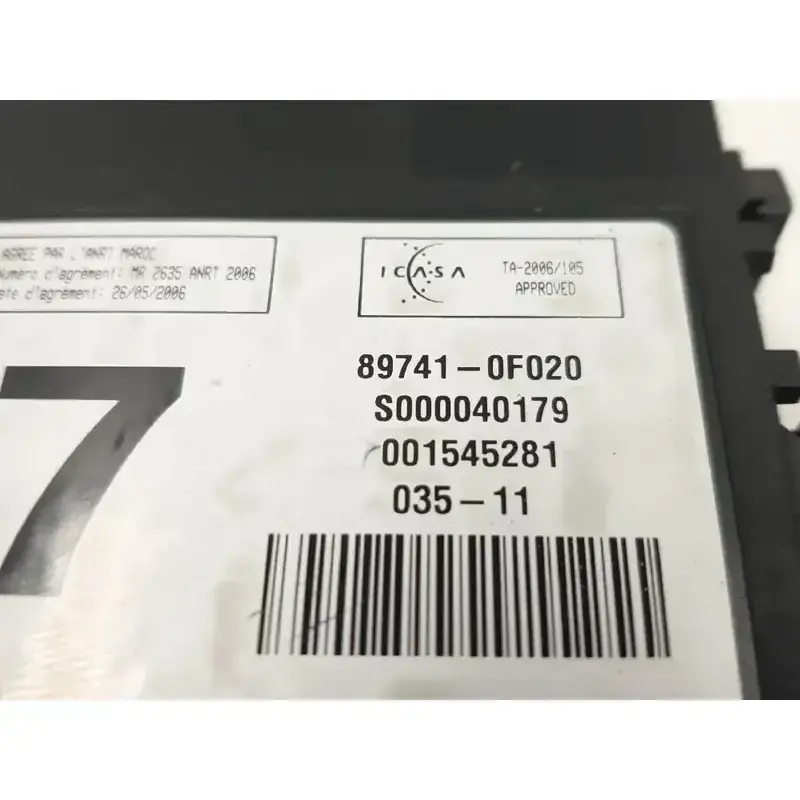 AGREE PAR L'ANRT MAROC
Numéro d'agrément: MR 2635 ANRT 2006
ate d'agrément: 26/05/2006
ICASA
TA-2006/105
APPROVED
7
89741-0F020
S000040179
001545281
035-11